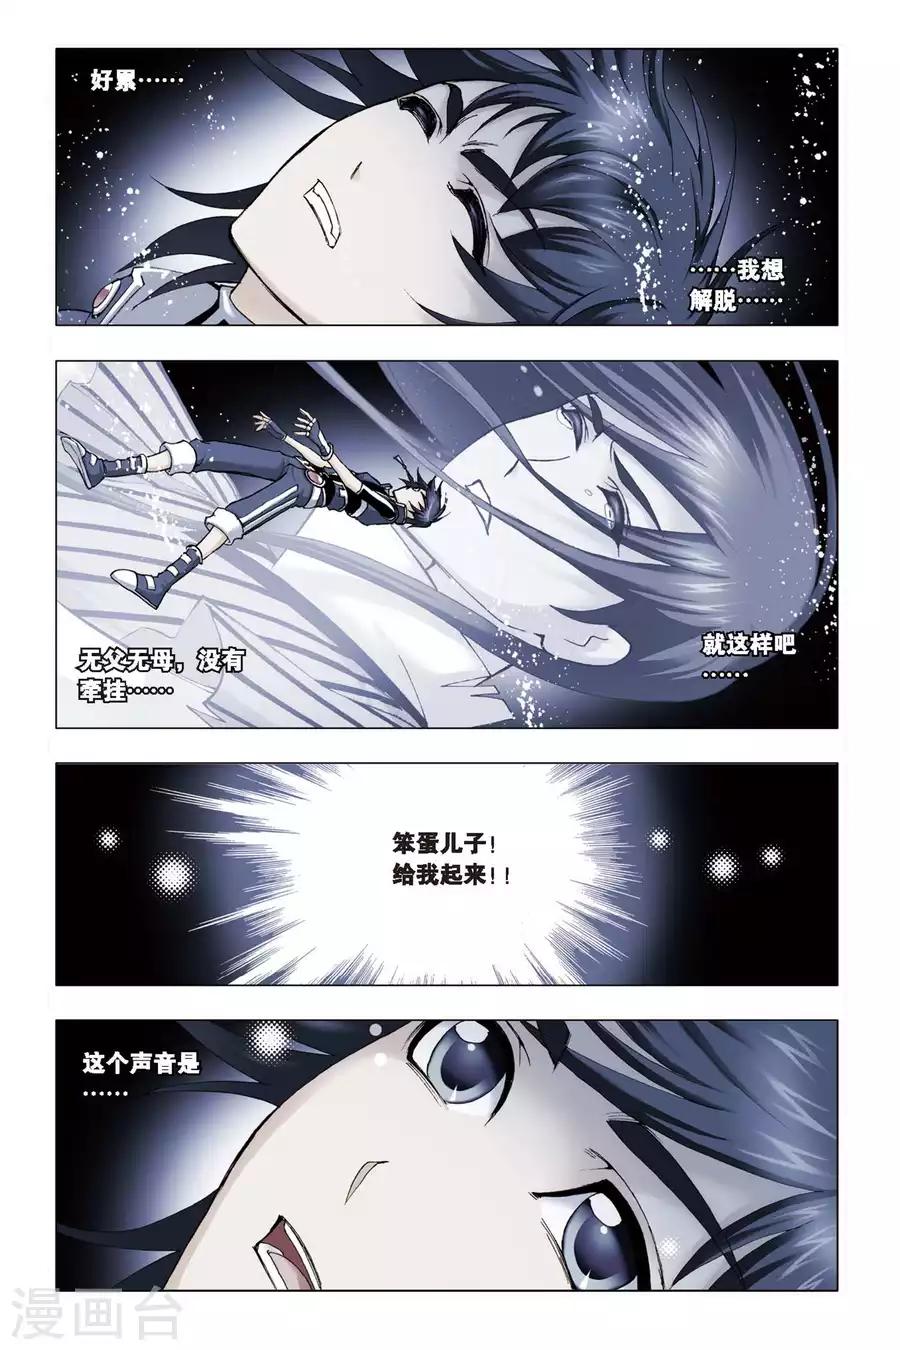 好累……
……我想
解脱……
无父无母，没有
牵挂……
就这样吧
……
笨蛋儿子！
给我起来！！
这个声音是
……
漫画台